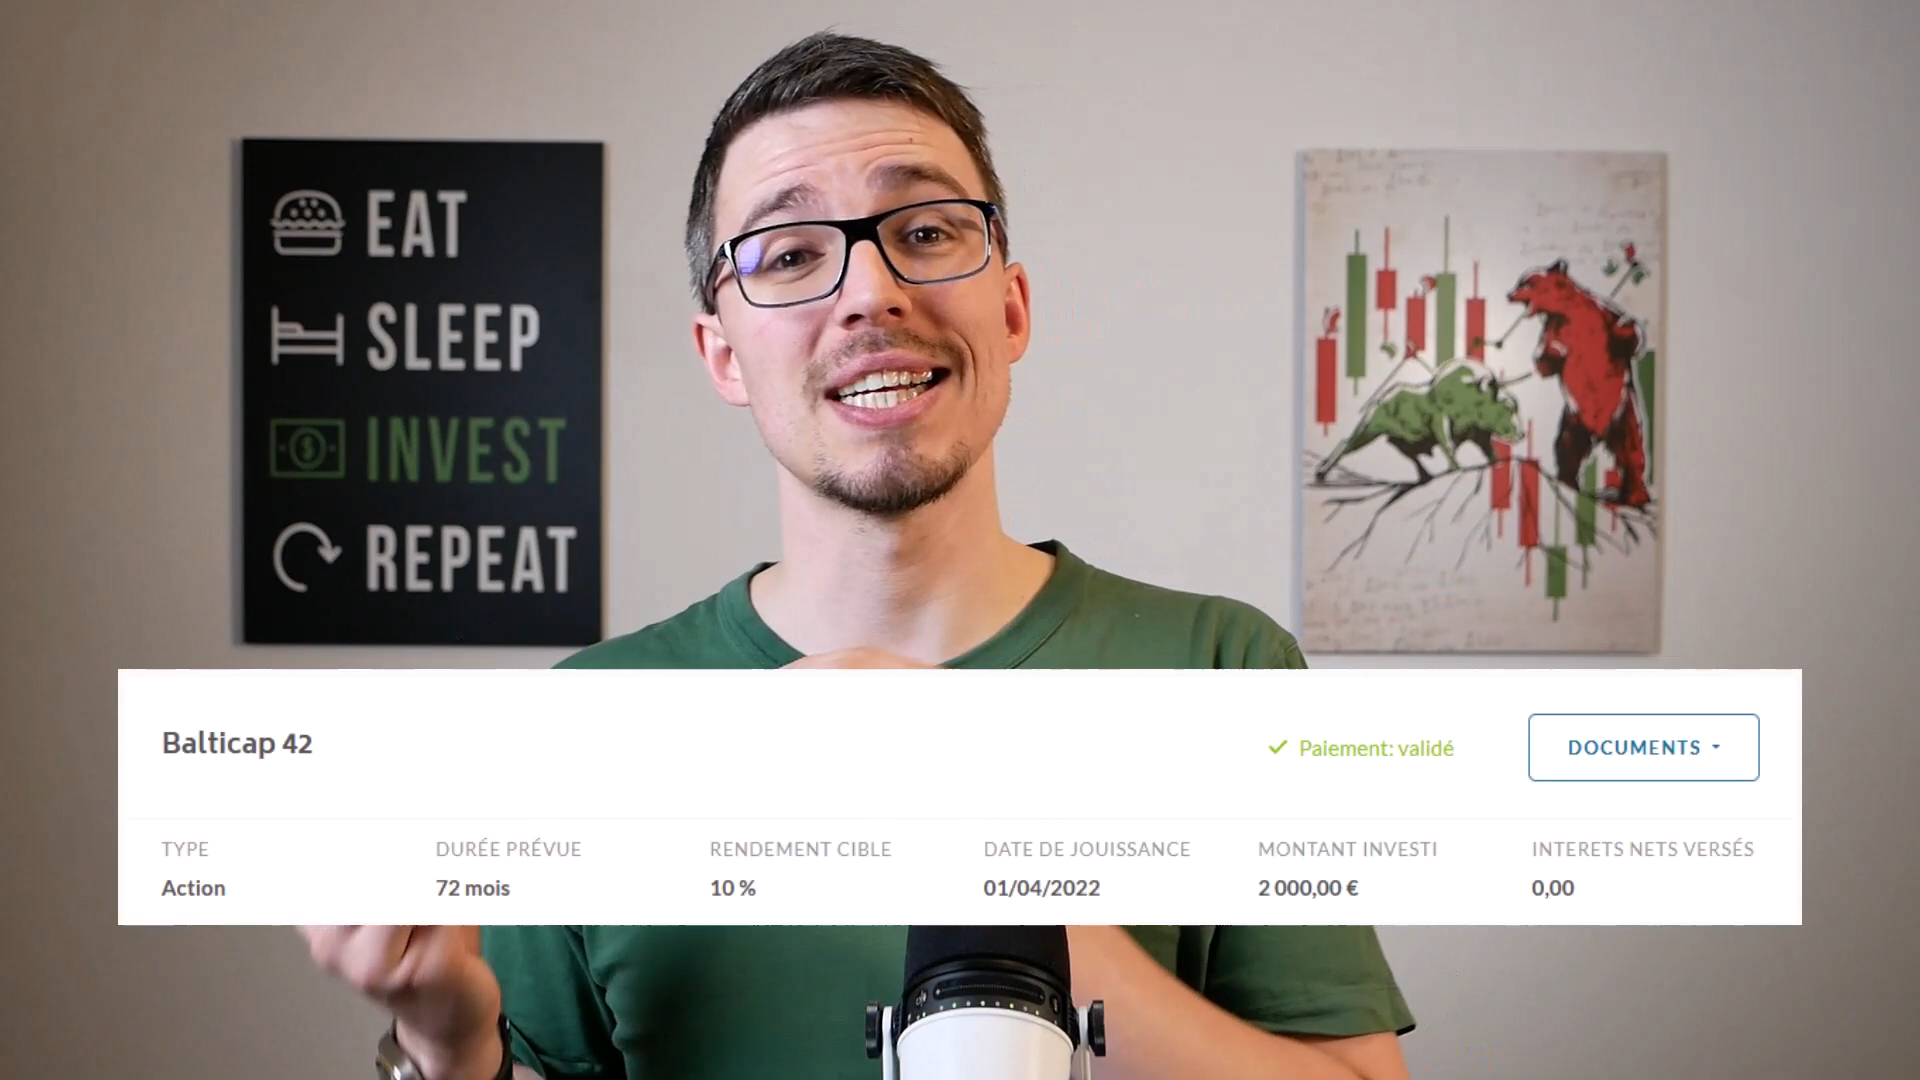 EAT
SLEEP
INVEST
REPEAT
Balticap 42
Paiement: validé
DOCUMENTS
TYPE DURÉE PRÉVUE RENDEMENT CIBLE DATE DE JOUISSANCE MONTANT INVESTI INTERETS NETS VERSÉS
Action 72 mois 10 % 01/04/2022 2 000,00 € 0,00